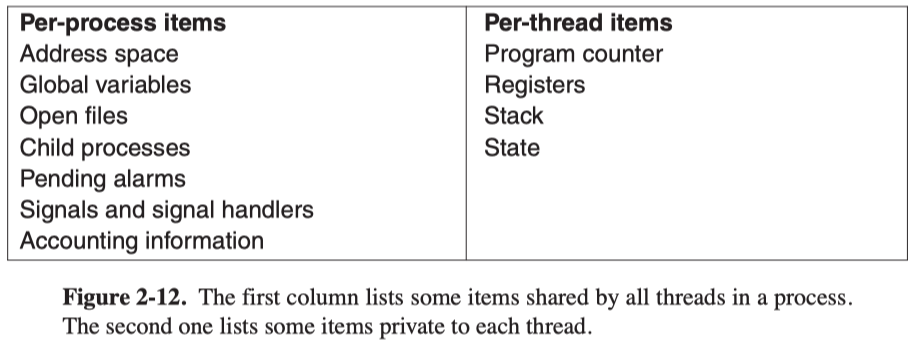 Per-process items
Address space
Global variables
Open files
Child processes
Pending alarms
Signals and signal handlers
Accounting information
Per-thread items
Program counter
Registers
Stack
State
Figure 2-12. The first column lists some items shared by all threads in a process.
The second one lists some items private to each thread.